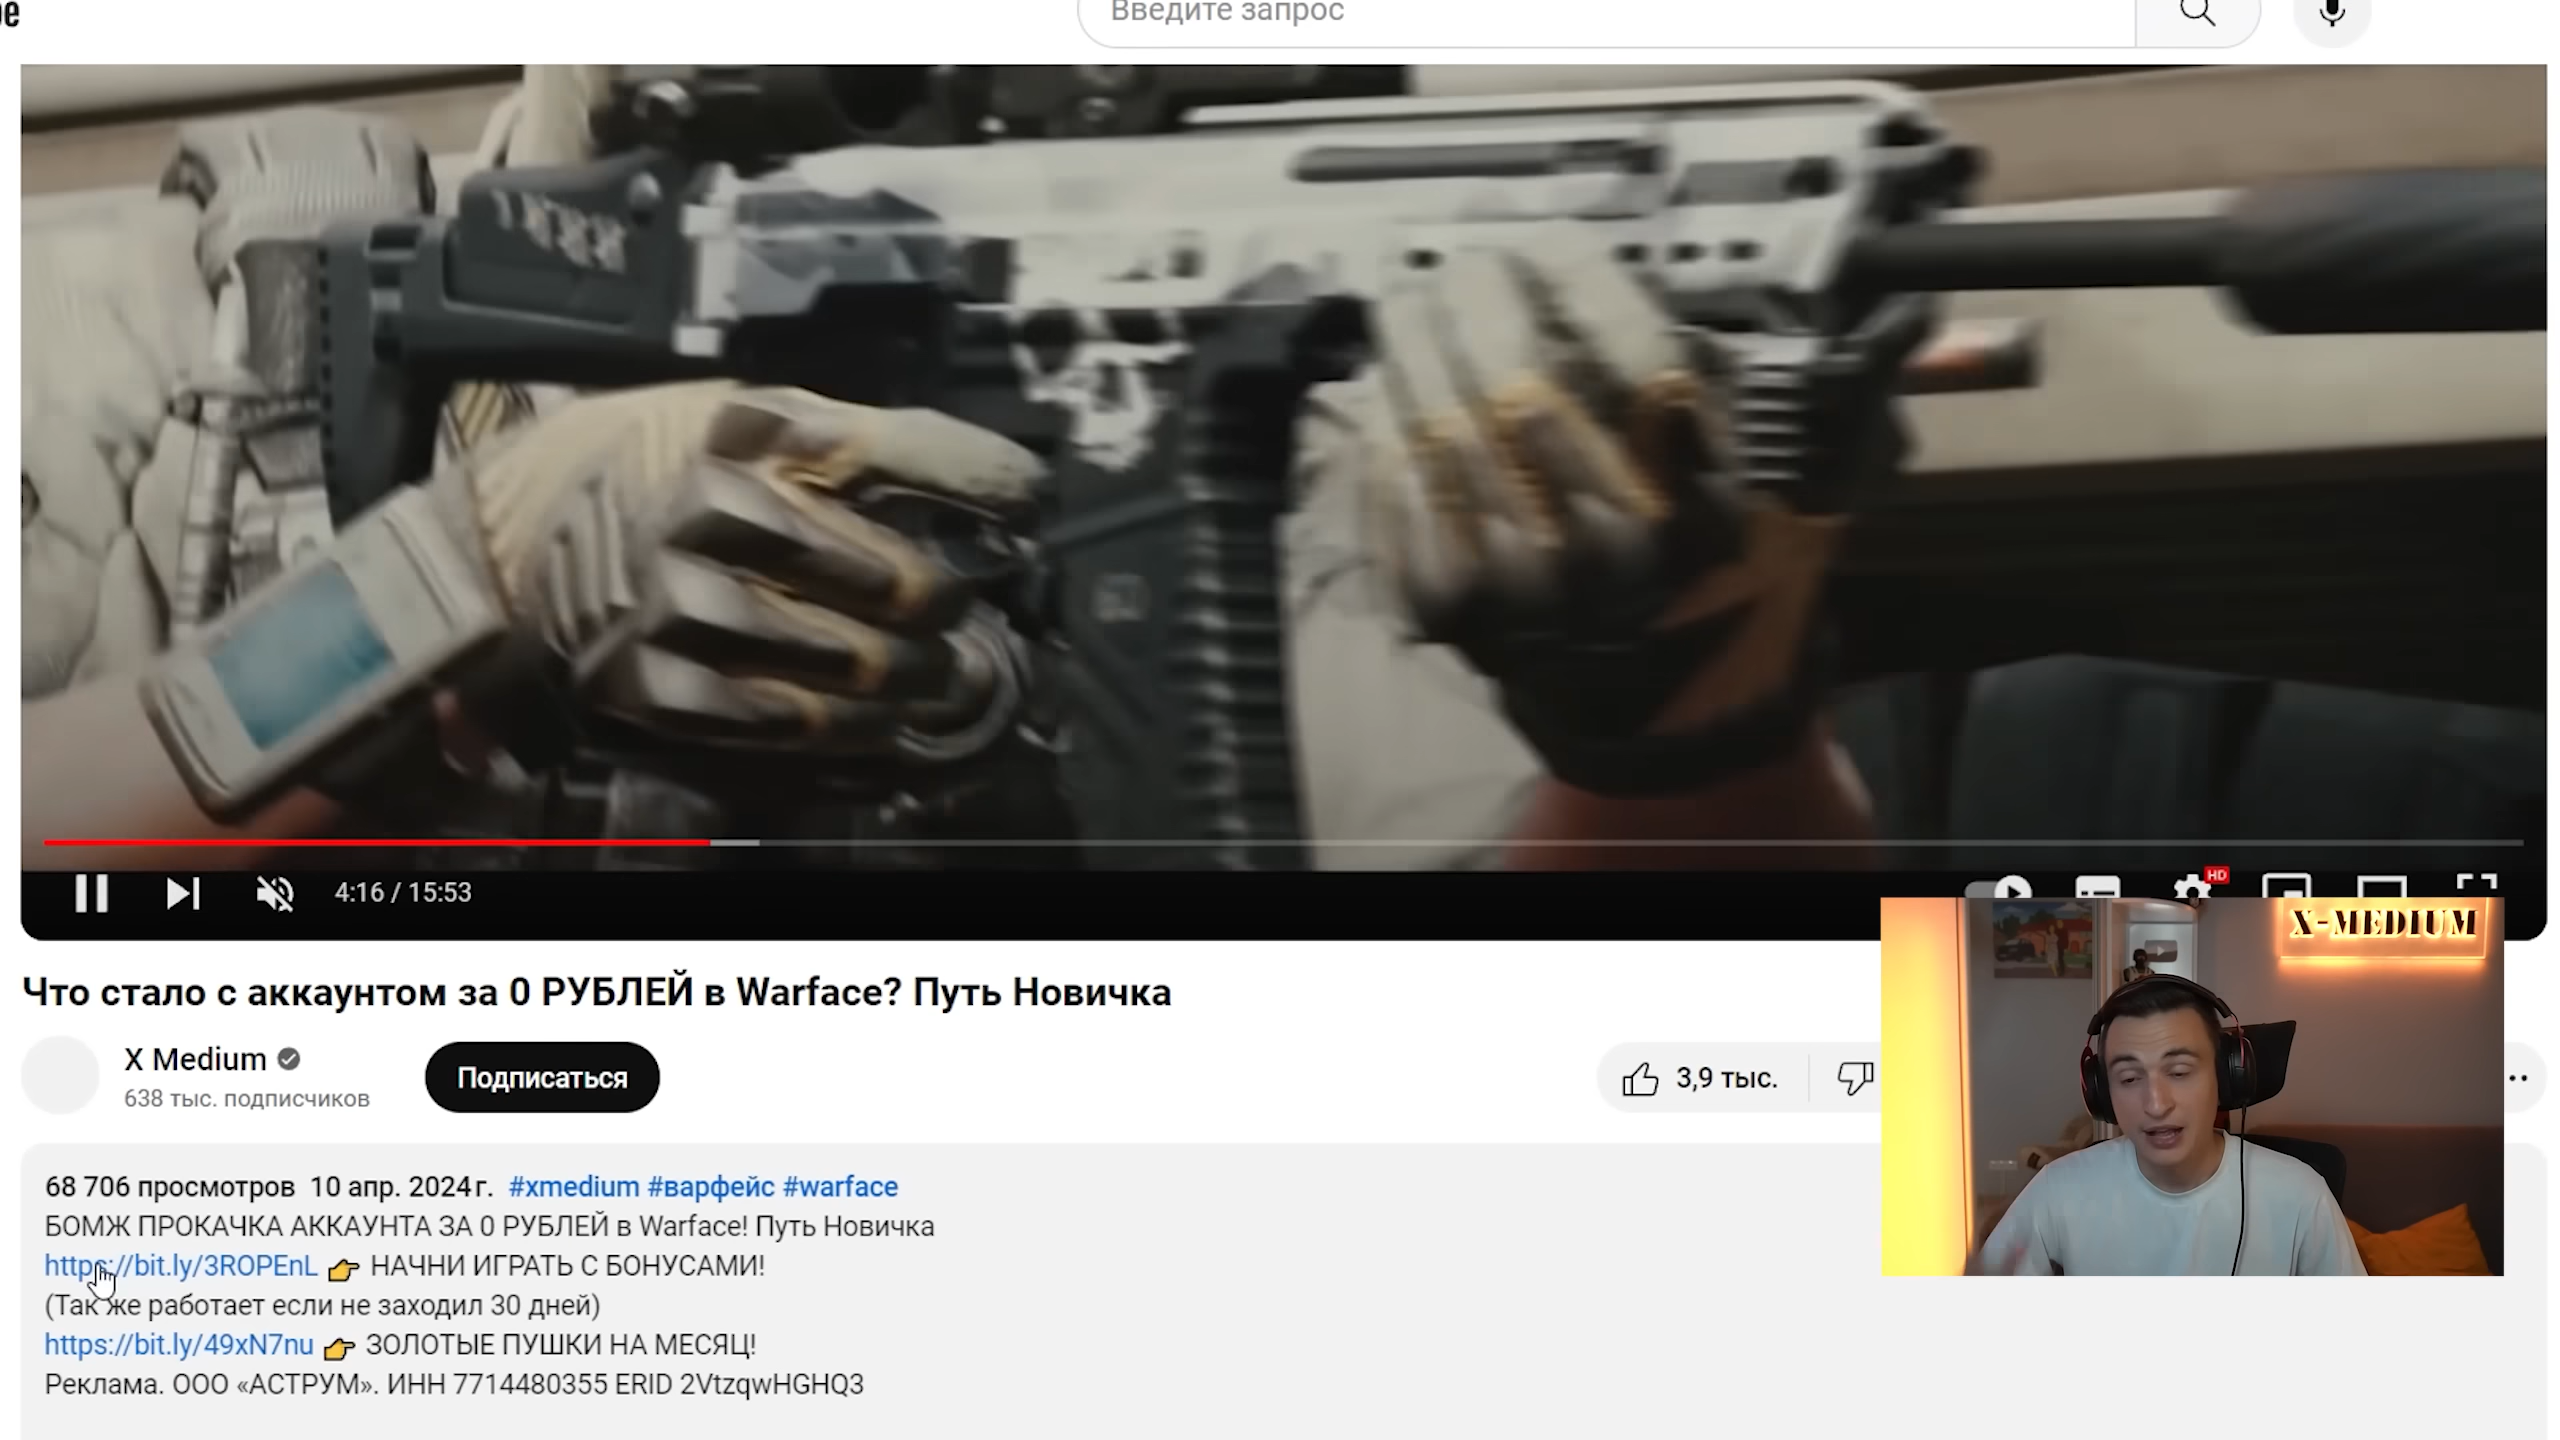 Введите запрос
HD
4:16 / 15:53
X-MEDIUM
Что стало с аккаунтом за 0 РУБЛЕЙ в Warface? Путь Новичка
X Medium
638 тыс. подписчиков
Подписаться
3,9 тыс.
68 706 просмотров 10 апр. 2024 г. #xmedium #варфейс #warface
БОМЖ ПРОКАЧКА АККАУНТА ЗА 0 РУБЛЕЙ в Warface! Путь Новичка
https://bit.ly/3ROPEnL 👉 НАЧНИ ИГРАТЬ С БОНУСАМИ!
(Так же работает если не заходил 30 дней)
https://bit.ly/49xN7nu 👉 ЗОЛОТЫЕ ПУШКИ НА МЕСЯЦ!
Реклама. ООО «АСТРУМ». ИНН 7714480355 ERID 2VtzqwHGHQ3